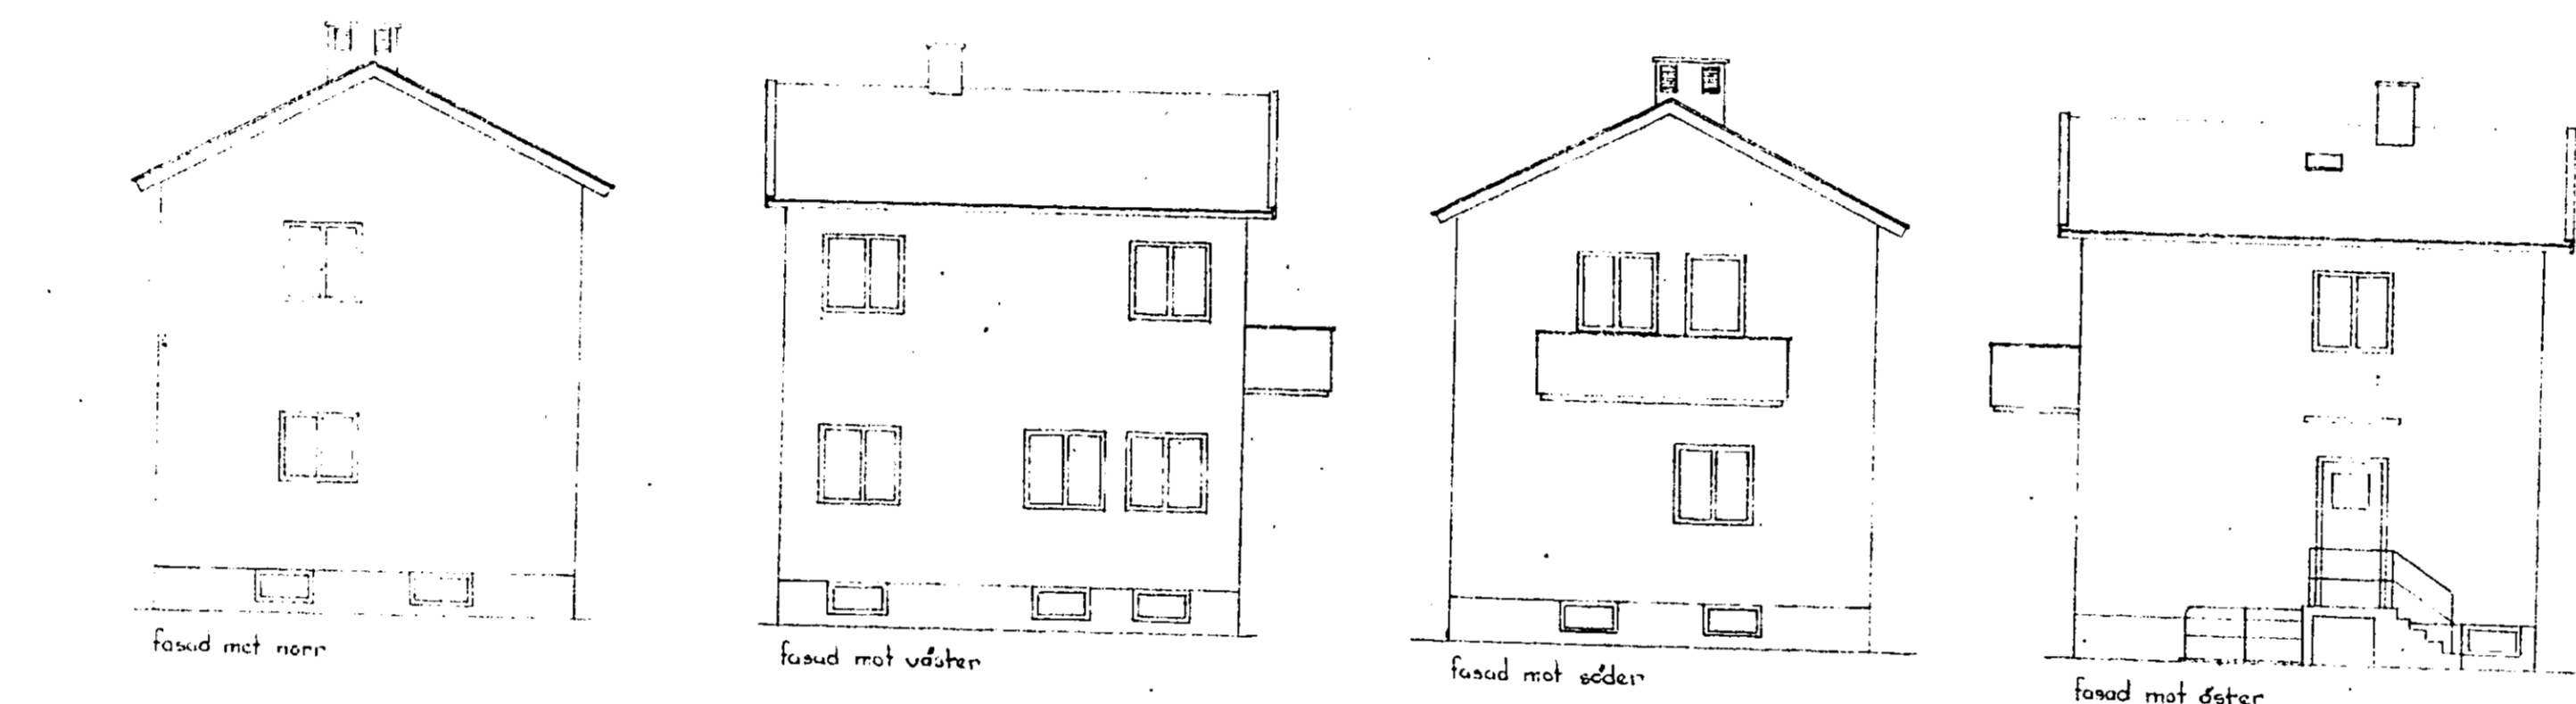 fasad mot norr
fasad mot väster
fasad mot söder
fasad mot öster